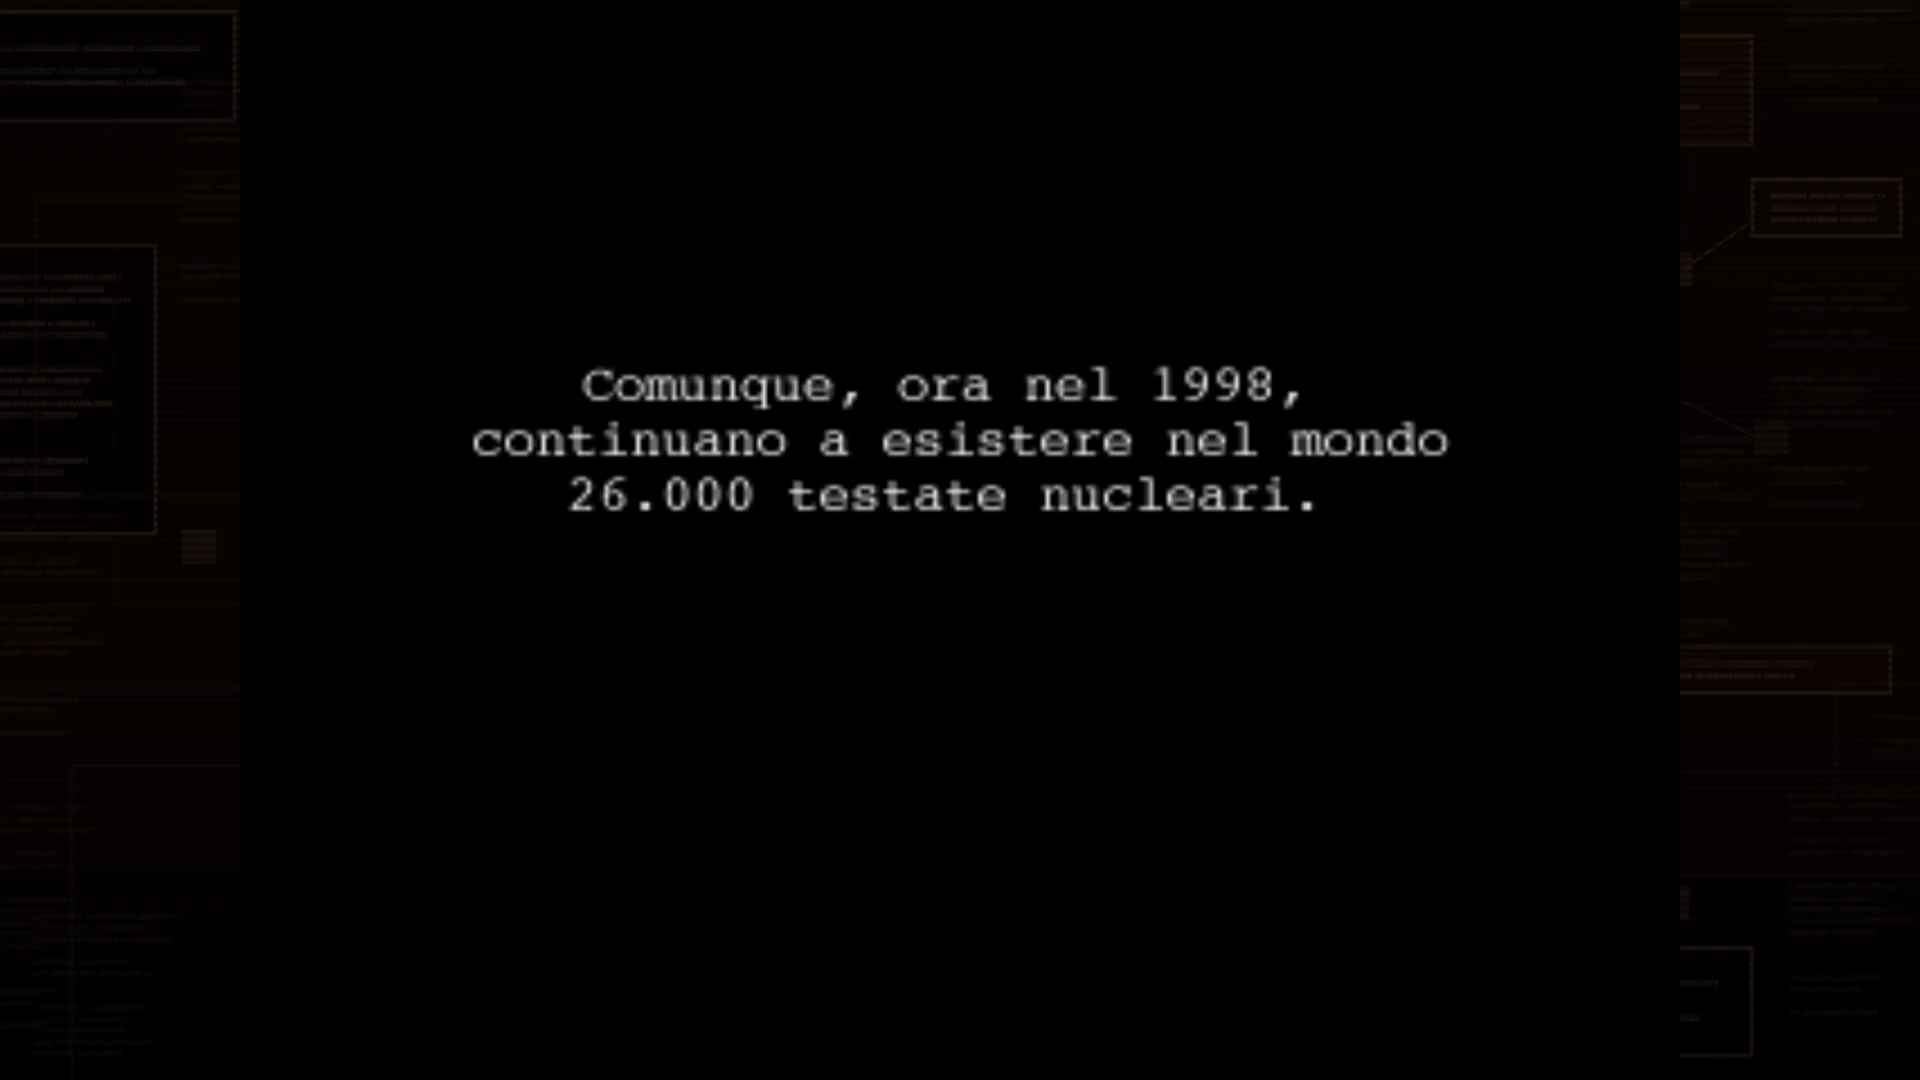 Comunque, ora nel 1998,
continuano a esistere nel mondo
26.000 testate nucleari.